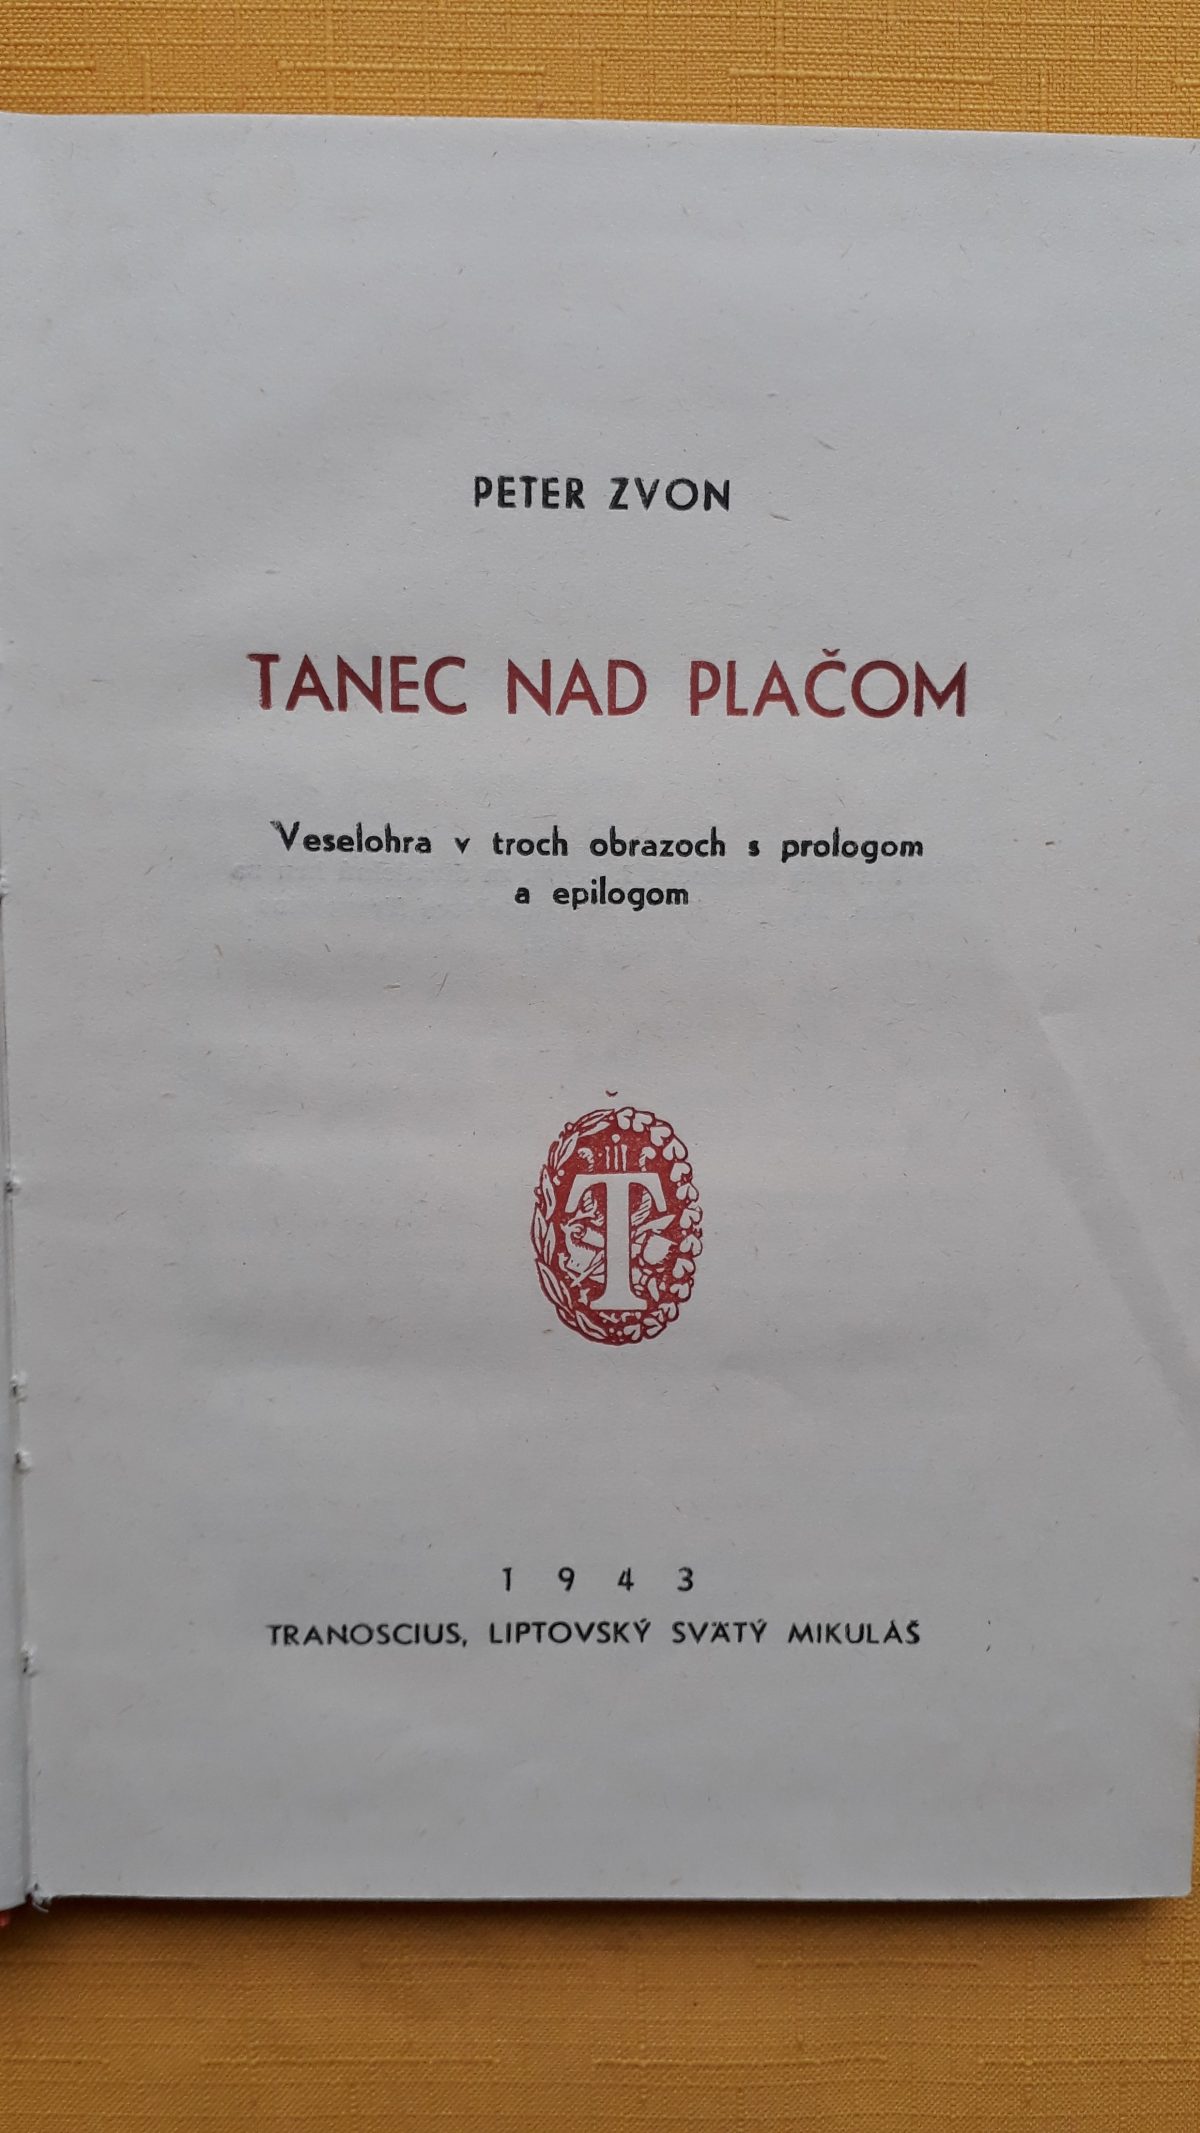 PETER ZVON
TANEC NAD PLAČOM
Veselohra v troch obrazoch s prologom
a epilogom
T
1 9 4 3
TRANOSCIUS, LIPTOVSKÝ SVÄTÝ MIKULÁŠ